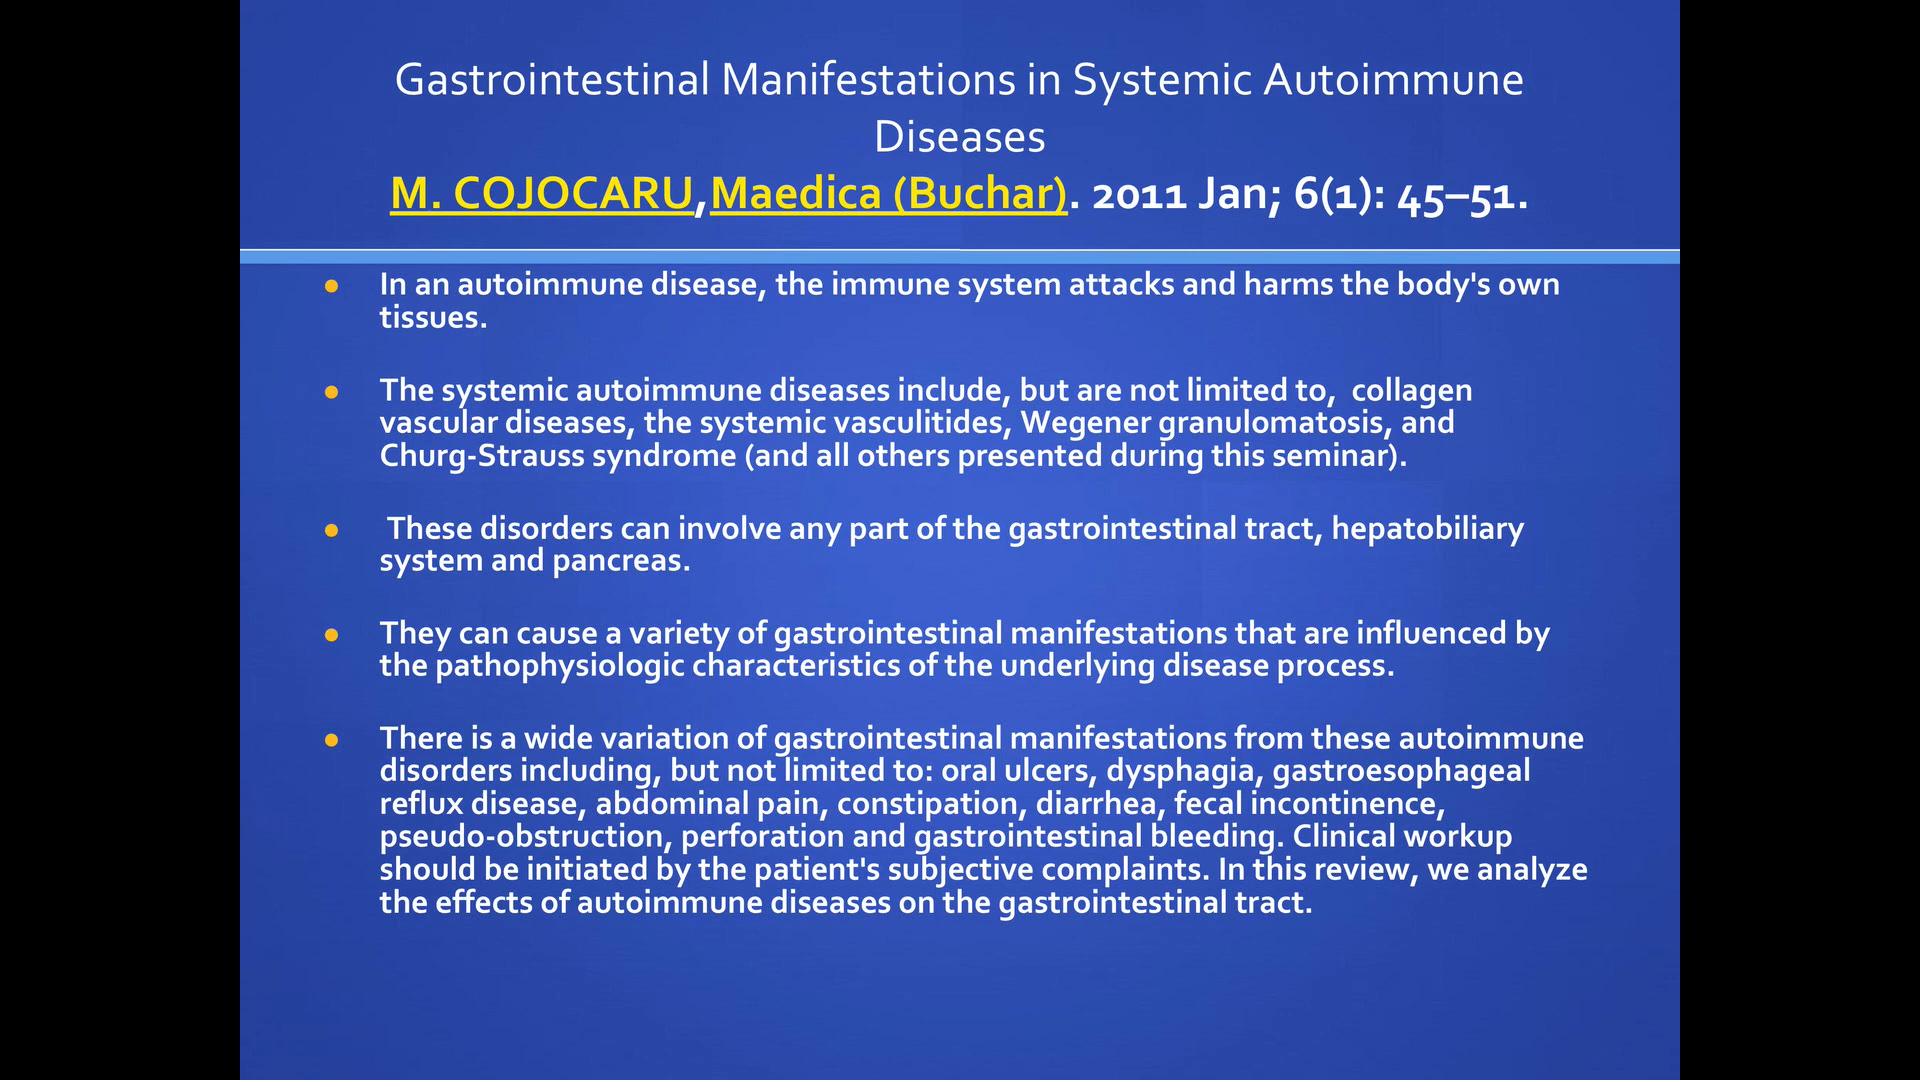 Gastrointestinal Manifestations in Systemic Autoimmune
Diseases
M. COJOCARU,Maedica (Buchar). 2011 Jan; 6(1): 45–51.
• In an autoimmune disease, the immune system attacks and harms the body's own
tissues.
• The systemic autoimmune diseases include, but are not limited to,  collagen
vascular diseases, the systemic vasculitides, Wegener granulomatosis, and
Churg-Strauss syndrome (and all others presented during this seminar).
• These disorders can involve any part of the gastrointestinal tract, hepatobiliary
system and pancreas.
• They can cause a variety of gastrointestinal manifestations that are influenced by
the pathophysiologic characteristics of the underlying disease process.
• There is a wide variation of gastrointestinal manifestations from these autoimmune
disorders including, but not limited to: oral ulcers, dysphagia, gastroesophageal
reflux disease, abdominal pain, constipation, diarrhea, fecal incontinence,
pseudo-obstruction, perforation and gastrointestinal bleeding. Clinical workup
should be initiated by the patient's subjective complaints. In this review, we analyze
the effects of autoimmune diseases on the gastrointestinal tract.